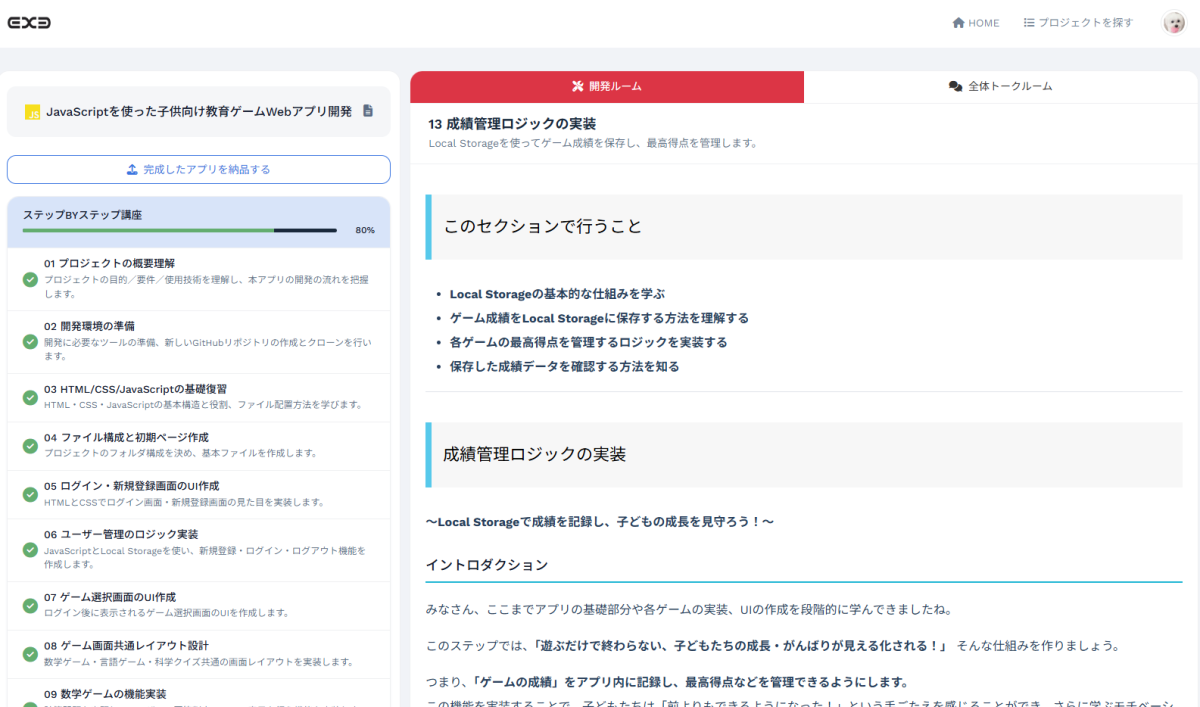 EXE
HOME
プロジェクトを探す
JS JavaScriptを使った子供向け教育ゲームWebアプリ開発
完成したアプリを納品する
ステップBYステップ講座
80%
01 プロジェクトの概要理解
プロジェクトの目的／要件／使用技術を理解し、本アプリの開発の流れを把握
します。
02 開発環境の準備
開発に必要なツールの準備、新しいGitHubリポジトリの作成とクローンを行い
ます。
03 HTML/CSS/JavaScriptの基礎復習
HTML・CSS・JavaScriptの基本構造と役割、ファイル配置方法を学びます。
04 ファイル構成と初期ページ作成
プロジェクトのフォルダ構成を決め、基本ファイルを作成します。
05 ログイン・新規登録画面のUI作成
HTMLとCSSでログイン画面・新規登録画面の見た目を実装します。
06 ユーザー管理のロジック実装
JavaScriptとLocal Storageを使い、新規登録・ログイン・ログアウト機能を
作成します。
07 ゲーム選択画面のUI作成
ログイン後に表示されるゲーム選択画面のUIを作成します。
08 ゲーム画面共通レイアウト設計
数学ゲーム・言語ゲーム・科学クイズ共通の画面レイアウトを実装します。
09 数学ゲームの機能実装
開発ルーム
全体トークルーム
13 成績管理ロジックの実装
Local Storageを使ってゲーム成績を保存し、最高得点を管理します。
このセクションで行うこと
• Local Storageの基本的な仕組みを学ぶ
• ゲーム成績をLocal Storageに保存する方法を理解する
• 各ゲームの最高得点を管理するロジックを実装する
• 保存した成績データを確認する方法を知る
成績管理ロジックの実装
〜Local Storageで成績を記録し、子どもの成長を見守ろう！〜
イントロダクション
みなさん、ここまでアプリの基礎部分や各ゲームの実装、UIの作成を段階的に学んできましたね。
このステップでは、「遊ぶだけで終わらない、子どもたちの成長・がんばりが見える化される！」 そんな仕組みを作りましょう。
つまり、「ゲームの成績」をアプリ内に記録し、最高得点などを管理できるようにします。
この機能を実装することで、子どもたちは「前よりもできるようになった！」という手ごたえを感じることができ、さらに学ぶモチベーシ